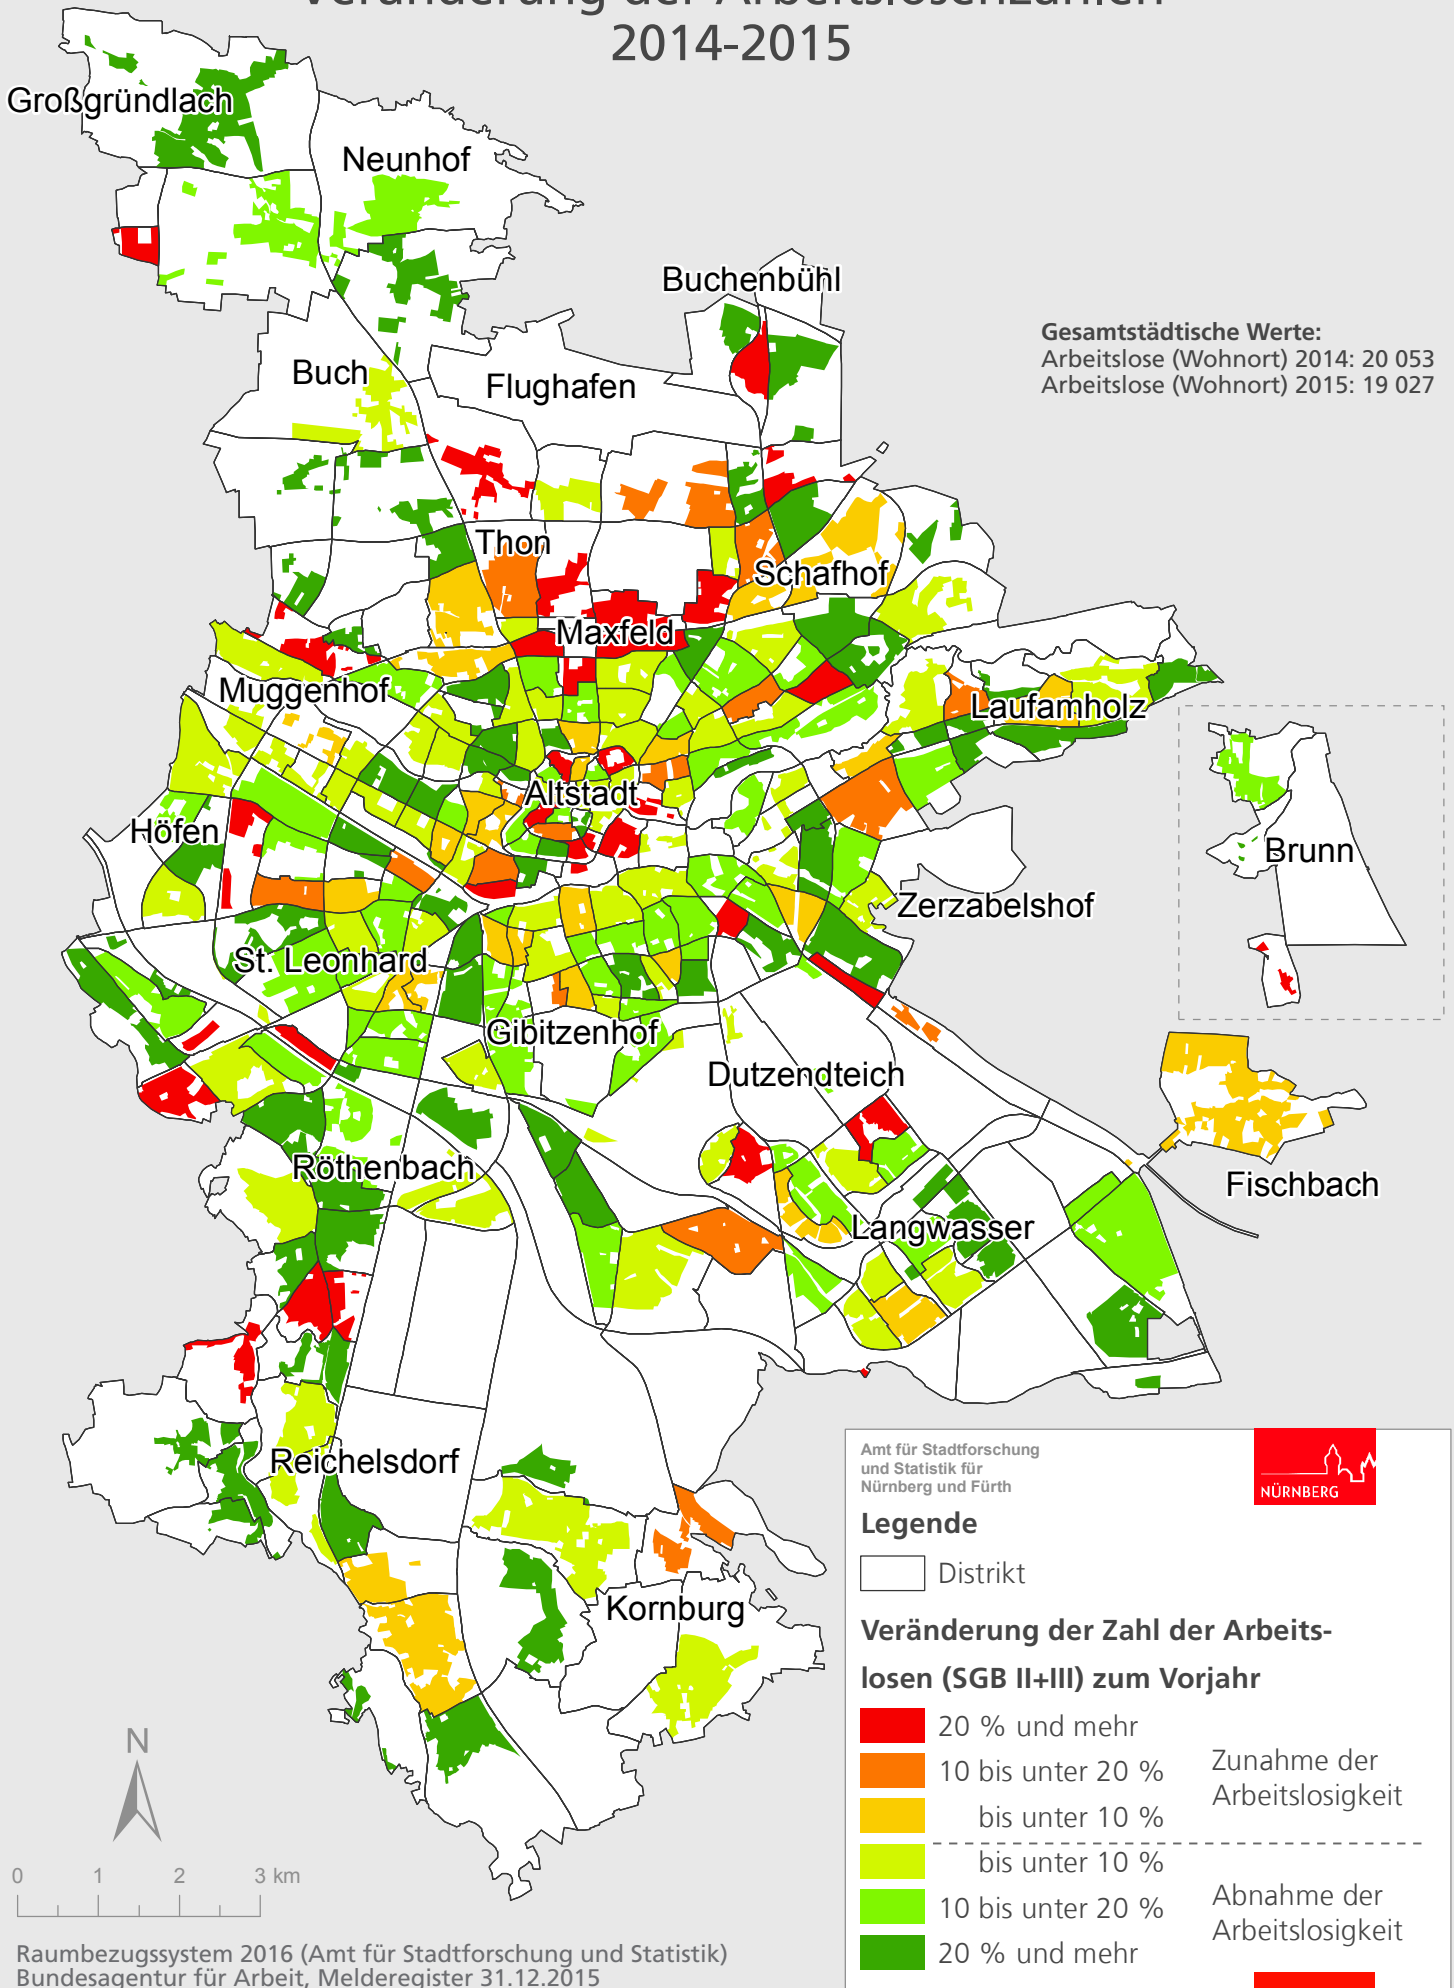 Veränderung der Arbeitslosenzahlen
2014-2015
Großgründlach
Neunhof
Buchenbühl
Gesamtstädtische Werte:
Arbeitslose (Wohnort) 2014: 20 053
Arbeitslose (Wohnort) 2015: 19 027
Buch
Flughafen
Thon
Schafhof
Maxfeld
Muggenhof
Laufamholz
Altstadt
Höfen
Brunn
Zerzabelshof
St. Leonhard
Gibitzenhof
Dutzendteich
Röthenbach
Fischbach
Langwasser
Reichelsdorf
Kornburg
Amt für Stadtforschung
und Statistik für
Nürnberg und Fürth
NÜRNBERG
Legende
Distrikt
Veränderung der Zahl der Arbeits-
losen (SGB II+III) zum Vorjahr
20 % und mehr
10 bis unter 20 %
bis unter 10 %
Zunahme der
Arbeitslosigkeit
bis unter 10 %
10 bis unter 20 %
20 % und mehr
Abnahme der
Arbeitslosigkeit
N
0 1 2 3 km
Raumbezugssystem 2016 (Amt für Stadtforschung und Statistik)
Bundesagentur für Arbeit, Melderegister 31.12.2015